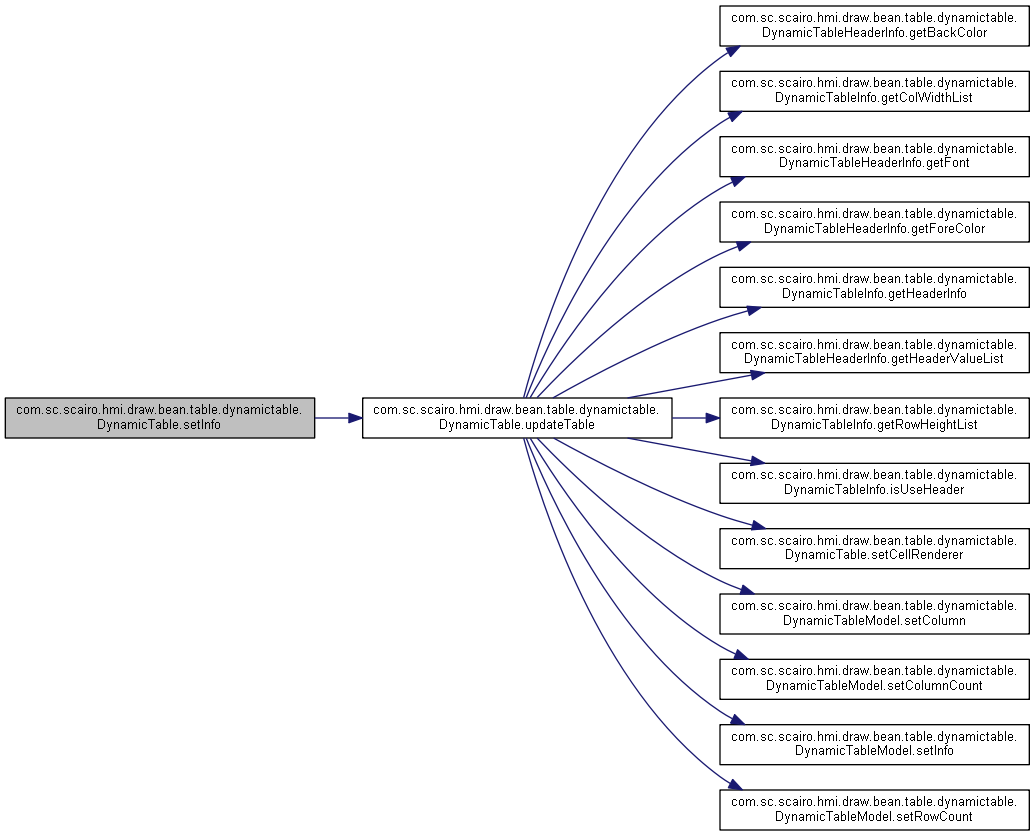 com.sc.scairo.hmi.draw.bean.table.dynamictable.
DynamicTableHeaderInfo.getBackColor
com.sc.scairo.hmi.draw.bean.table.dynamictable.
DynamicTableInfo.getColWidthList
com.sc.scairo.hmi.draw.bean.table.dynamictable.
DynamicTableHeaderInfo.getFont
com.sc.scairo.hmi.draw.bean.table.dynamictable.
DynamicTableHeaderInfo.getForeColor
com.sc.scairo.hmi.draw.bean.table.dynamictable.
DynamicTableInfo.getHeaderInfo
com.sc.scairo.hmi.draw.bean.table.dynamictable.
DynamicTableHeaderInfo.getHeaderValueList
com.sc.scairo.hmi.draw.bean.table.dynamictable.
DynamicTable.setInfo
com.sc.scairo.hmi.draw.bean.table.dynamictable.
DynamicTable.updateTable
com.sc.scairo.hmi.draw.bean.table.dynamictable.
DynamicTableInfo.getRowHeightList
com.sc.scairo.hmi.draw.bean.table.dynamictable.
DynamicTableInfo.isUseHeader
com.sc.scairo.hmi.draw.bean.table.dynamictable.
DynamicTable.setCellRenderer
com.sc.scairo.hmi.draw.bean.table.dynamictable.
DynamicTableModel.setColumn
com.sc.scairo.hmi.draw.bean.table.dynamictable.
DynamicTableModel.setColumnCount
com.sc.scairo.hmi.draw.bean.table.dynamictable.
DynamicTableModel.setInfo
com.sc.scairo.hmi.draw.bean.table.dynamictable.
DynamicTableModel.setRowCount